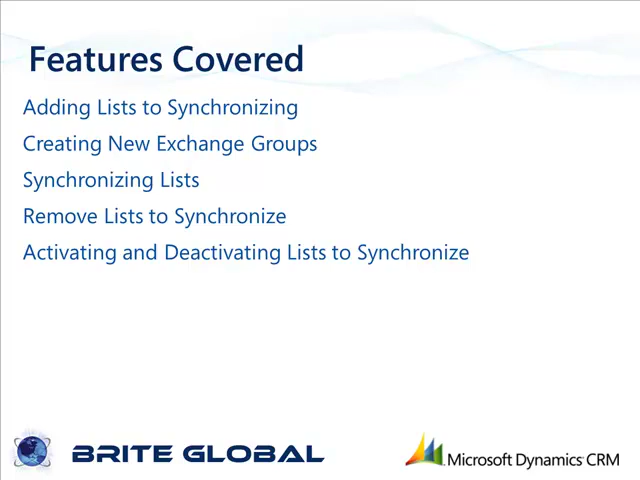 Features Covered
Adding Lists to Synchronizing
Creating New Exchange Groups
Synchronizing Lists
Remove Lists to Synchronize
Activating and Deactivating Lists to Synchronize
BRITE GLOBAL
Microsoft Dynamics CRM